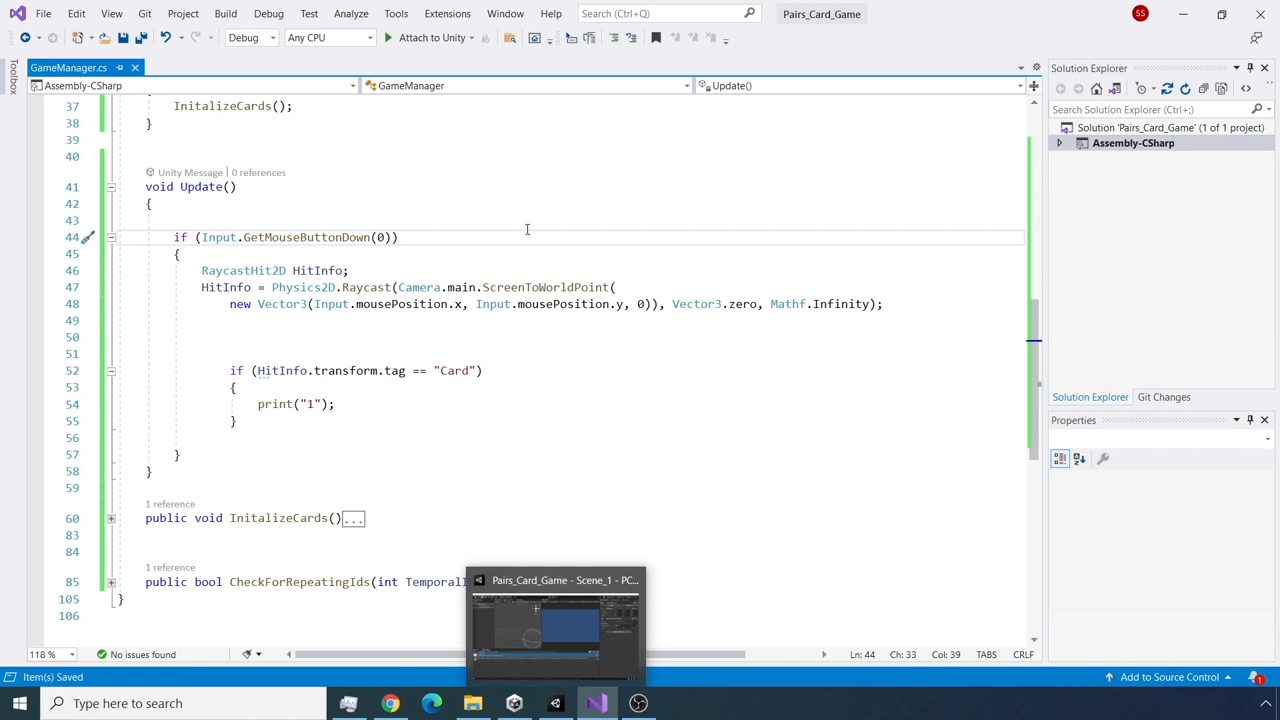 File Edit View Git Project Build Debug Test Analyze Tools Extensions Window Help Search (Ctrl+;) Pairs_Card_Game SS
Debug Any CPU Attach to Unity
Toolbox
GameManager.cs
Assembly-CSharp GameManager Update()
37 InitalizeCards();
38 }
39
40
Unity Message | 0 references
41 void Update()
42 {
43
44 if (Input.GetMouseButtonDown(0))
45 {
46 RaycastHit2D HitInfo;
47 HitInfo = Physics2D.Raycast(Camera.main.ScreenToWorldPoint(
48 new Vector3(Input.mousePosition.x, Input.mousePosition.y, 0)), Vector3.zero, Mathf.Infinity);
49
50
51
52 if (HitInfo.transform.tag == "Card")
53 {
54 print("1");
55 }
56
57 }
58 }
59
1 reference
60 public void InitalizeCards()...
83
84
1 reference
85 public bool CheckForRepeatingIds(int TemporalI
105 }
106
Pairs_Card_Game - Scene_1 - PC...
118 % No issues found Ln: 44 Ch: 33 Col: 39 TABS CRLF
Item(s) Saved Add to Source Control 1
Solution Explorer
Search Solution Explorer (Ctrl+;)
Solution 'Pairs_Card_Game' (1 of 1 project)
Assembly-CSharp
Solution Explorer Git Changes
Properties
Type here to search